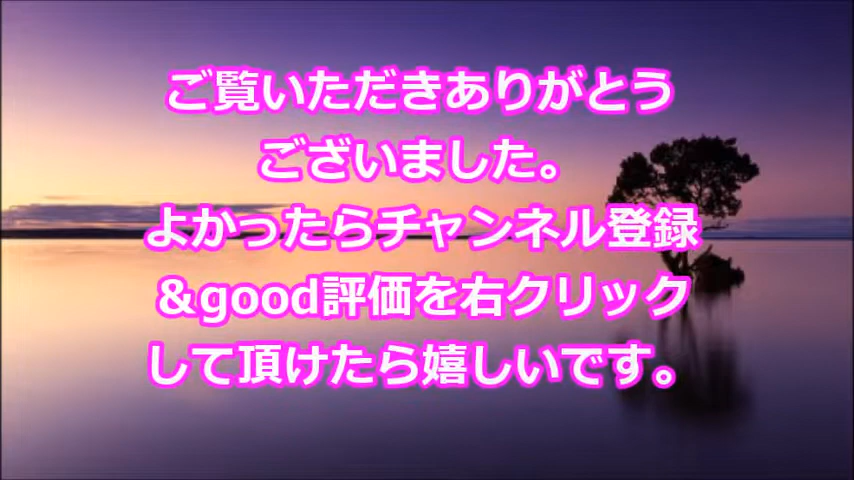 ご覧いただきありがとう
ございました。
よかったらチャンネル登録
&good評価を右クリック
して頂けたら嬉しいです。